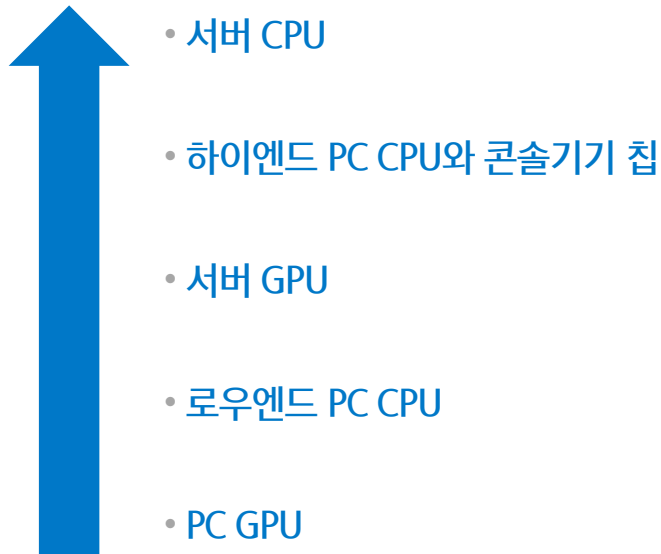 • 서버 CPU
• 하이엔드 PC CPU와 콘솔기기 칩
• 서버 GPU
• 로우엔드 PC CPU
• PC GPU